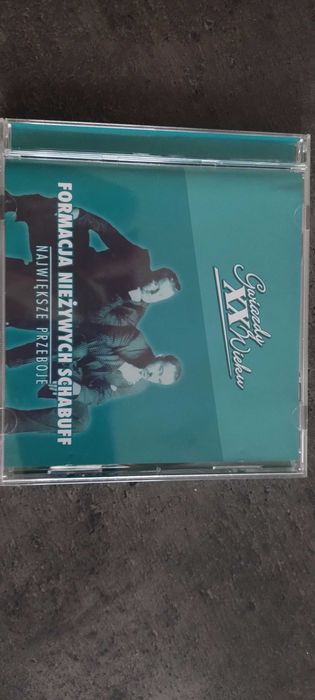 Gwiazdy
XX
Wieku
FORMACJA NIEŻYWYCH SCHABUFF
NAJWIĘKSZE PRZEBOJE